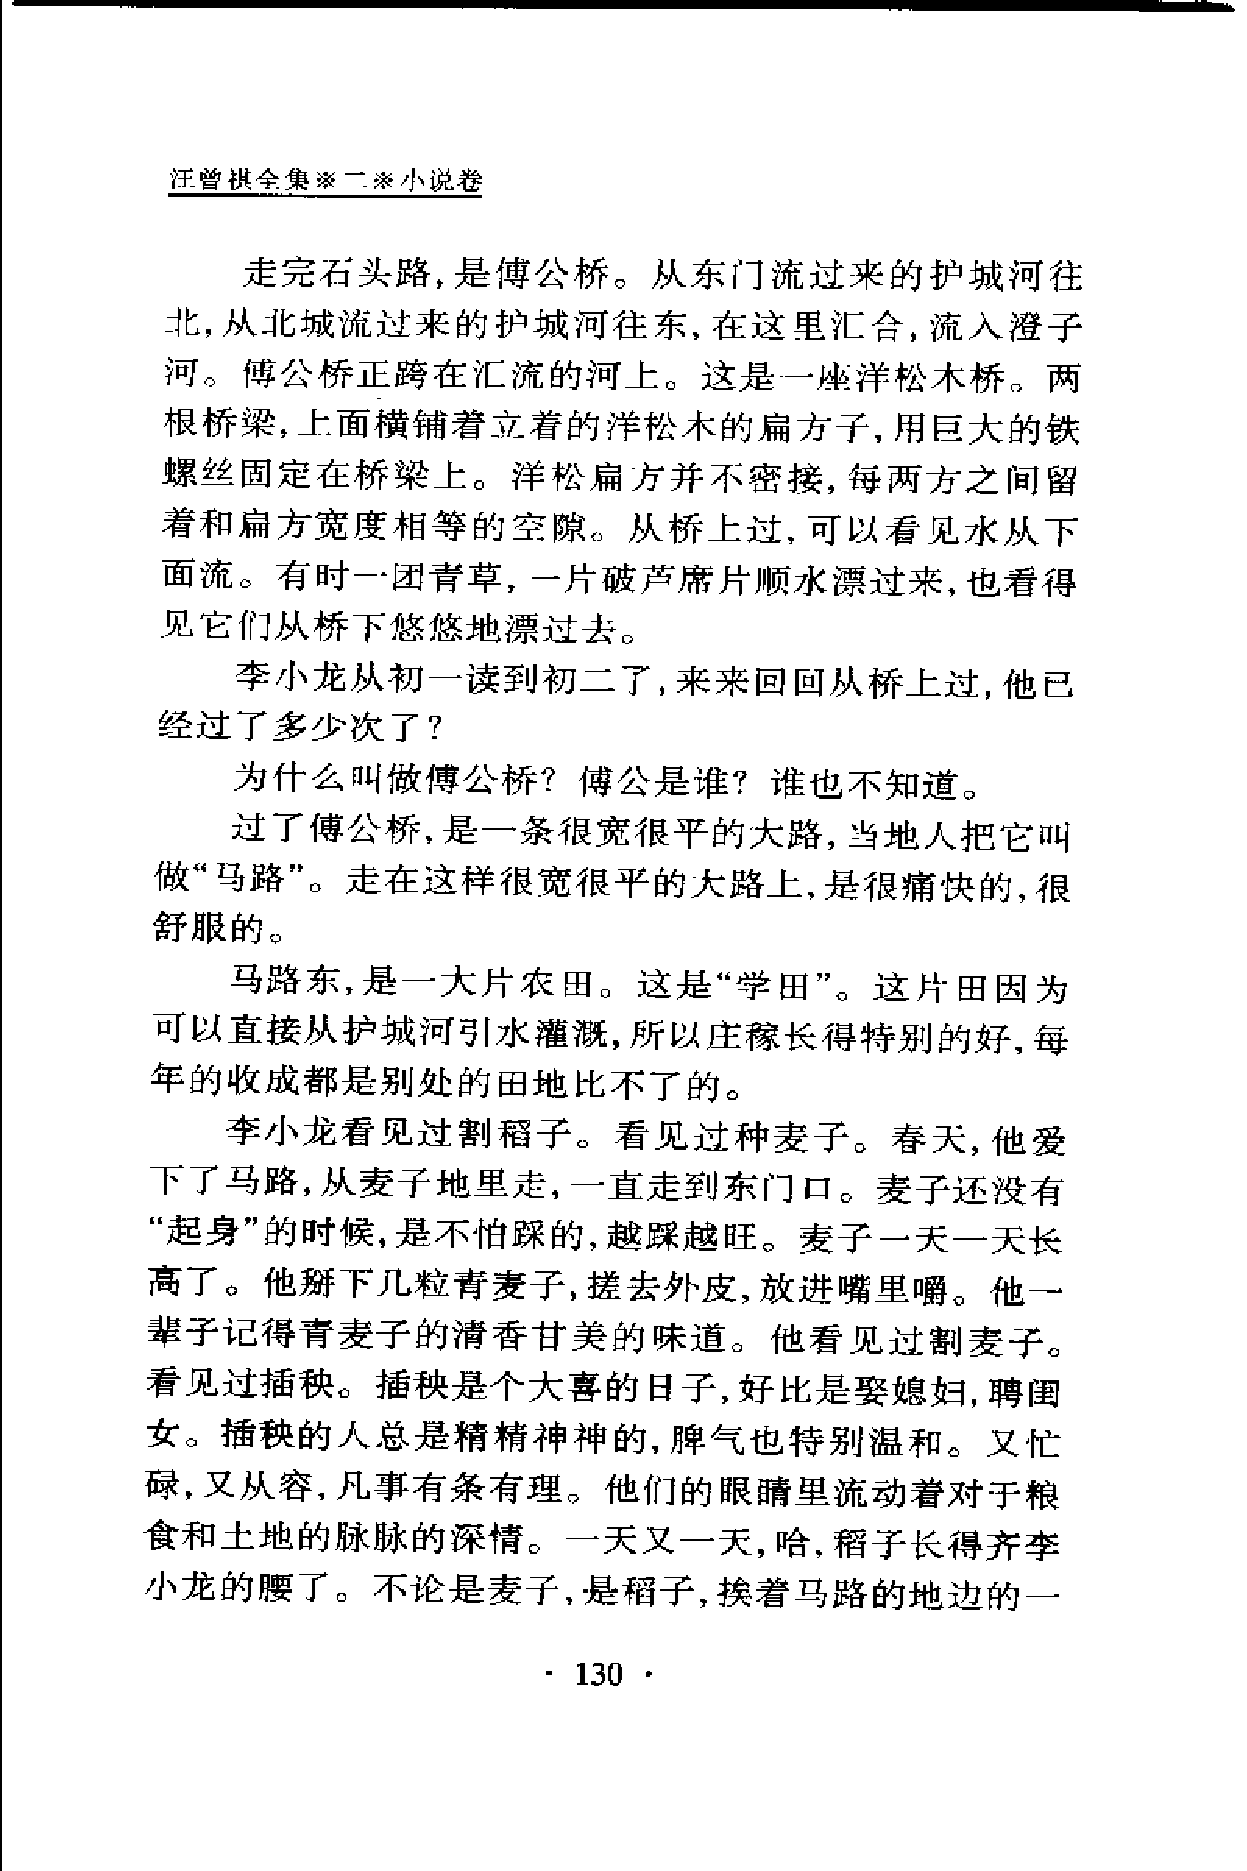 汪曾祺全集※二※小说卷
走完石头路,是傅公桥。从东门流过来的护城河往
北,从北城流过来的护城河往东,在这里汇合,流入澄子
河。傅公桥正跨在汇流的河上。这是一座洋松木桥。两
根桥梁,上面横铺着立着的洋松木的扁方子,用巨大的铁
螺丝固定在桥梁上。洋松扁方并不密接,每两方之间留
着和扁方宽度相等的空隙。从桥上过,可以看见水从下
面流。有时一团青草,一片破芦席片顺水漂过来,也看得
见它们从桥下悠悠地漂过去。
李小龙从初一读到初二了,来来回回从桥上过,他已
经过了多少次了?
为什么叫做傅公桥?傅公是谁?谁也不知道。
过了傅公桥,是一条很宽很平的大路,当地人把它叫
做“马路”。走在这样很宽很平的大路上,是很痛快的,很
舒服的。
马路东,是一大片农田。这是“学田”。这片田因为
可以直接从护城河引水灌溉,所以庄稼长得特别的好,每
年的收成都是别处的田地比不了的。
李小龙看见过割稻子。看见过种麦子。春天,他爱
下了马路,从麦子地里走,一直走到东门口。麦子还没有
“起身”的时候,是不怕踩的,越踩越旺。麦子一天一天长
高了。他掰下几粒青麦子,搓去外皮,放进嘴里嚼。他一
辈子记得青麦子的清香甘美的味道。他看见过割麦子。
看见过插秧。插秧是个大喜的日子,好比是娶媳妇,聘闺
女。插秧的人总是精精神神的,脾气也特别温和。又忙
碌,又从容,凡事有条有理。他们的眼睛里流动着对于粮
食和土地的脉脉的深情。一天又一天,哈,稻子长得齐李
小龙的腰了。不论是麦子,是稻子,挨着马路的地边的一
· 130 ·